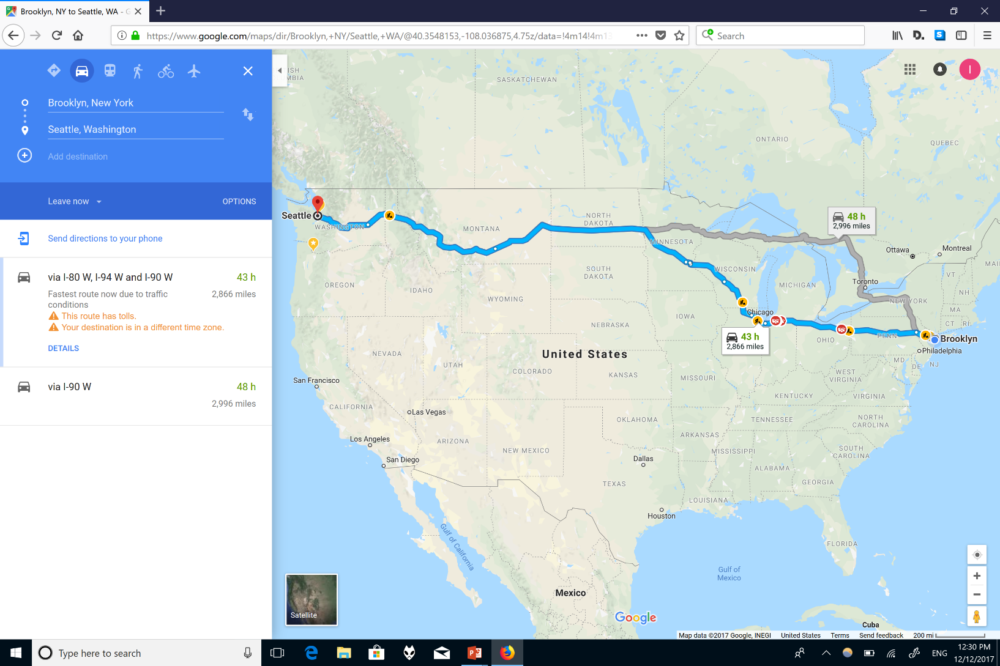 Brooklyn, NY to Seattle, WA - G
https://www.google.com/maps/dir/Brooklyn,+NY/Seattle,+WA/@40.3548153,-108.036875,4.75z/data=!4m14!4m13
Search
Brooklyn, New York
Seattle, Washington
Add destination
Leave now
OPTIONS
Send directions to your phone
via I-80 W, I-94 W and I-90 W
43 h
Fastest route now due to traffic
conditions
2,866 miles
This route has tolls.
Your destination is in a different time zone.
DETAILS
via I-90 W
48 h
2,996 miles
ISH
MBIA
SASKATCHEWAN
ONTARIO
QUEBEC
Seattle
WASHINGTON
MONTANA
NORTH
DAKOTA
MINNESOTA
48 h
2,996 miles
Ottawa
Montreal
MAI
OREGON
IDAHO
WYOMING
SOUTH
DAKOTA
WISCONSIN
MICHIGAN
Toronto
NEW YORK
VT
NH
MA
CT
RI
IOWA
Chicago
NEBRASKA
43 h
2,866 miles
OHIO
PENN
Brooklyn
Philadelphia
MD
DE
NJ
United States
NEVADA
UTAH
COLORADO
KANSAS
MISSOURI
WEST
VIRGINIA
KENTUCKY
VIRGINIA
San Francisco
CALIFORNIA
Las Vegas
OKLAHOMA
TENNESSEE
NORTH
CAROLINA
Los Angeles
ARIZONA
NEW MEXICO
ARKANSAS
MISSISSIPPI
SOUTH
CAROLINA
San Diego
Dallas
ALABAMA
TEXAS
GEORGIA
LOUISIANA
Houston
Gulf of California
FLORIDA
Gulf of
Mexico
Mexico
Cuba
Satellite
Google
Map data ©2017 Google, INEGI
United States
Terms
Send feedback
200 mi
I
Type here to search
ENG
12:30 PM
12/12/2017